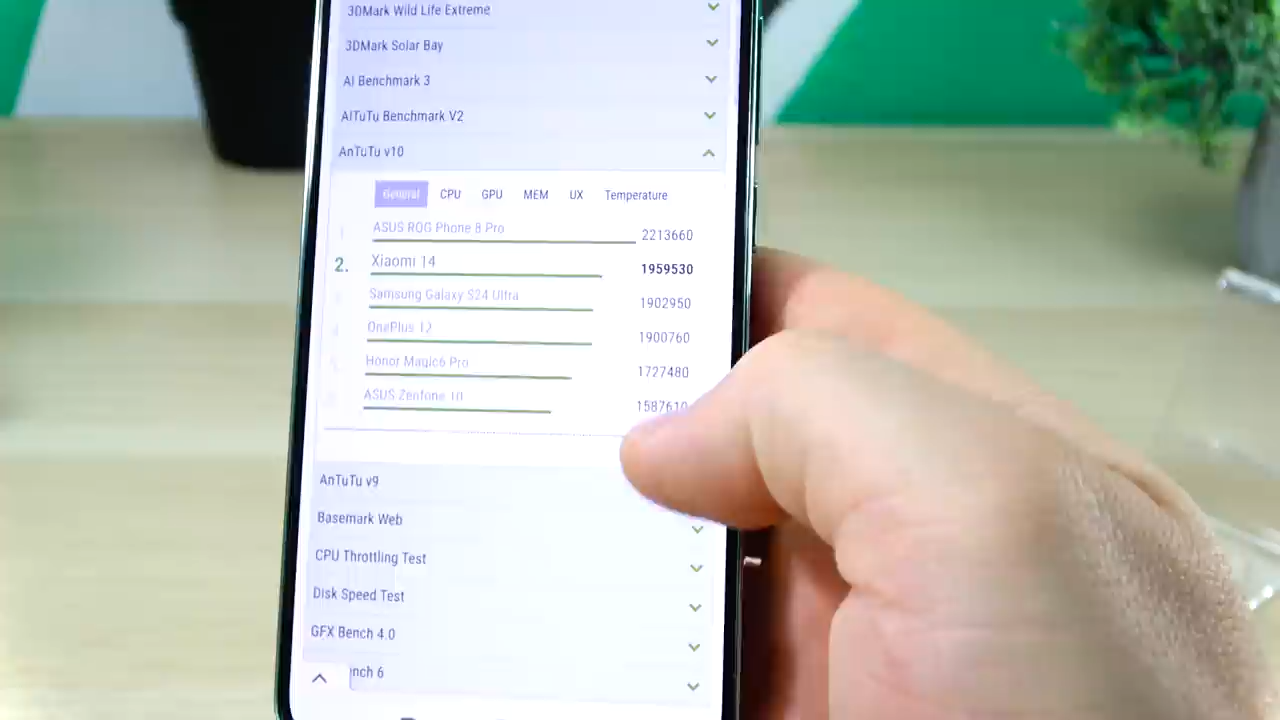 3DMark Wild Life Extreme
3DMark Solar Bay
AI Benchmark 3
AITuTu Benchmark V2
AnTuTu v10
General CPU GPU MEM UX Temperature
ASUS ROG Phone 8 Pro 2213660
2. Xiaomi 14 1959530
Samsung Galaxy S24 Ultra 1902950
OnePlus 12 1900760
Honor Magic6 Pro 1727480
ASUS Zenfone 10 1587610
AnTuTu v9
Basemark Web
CPU Throttling Test
Disk Speed Test
GFX Bench 4.0
ench 6